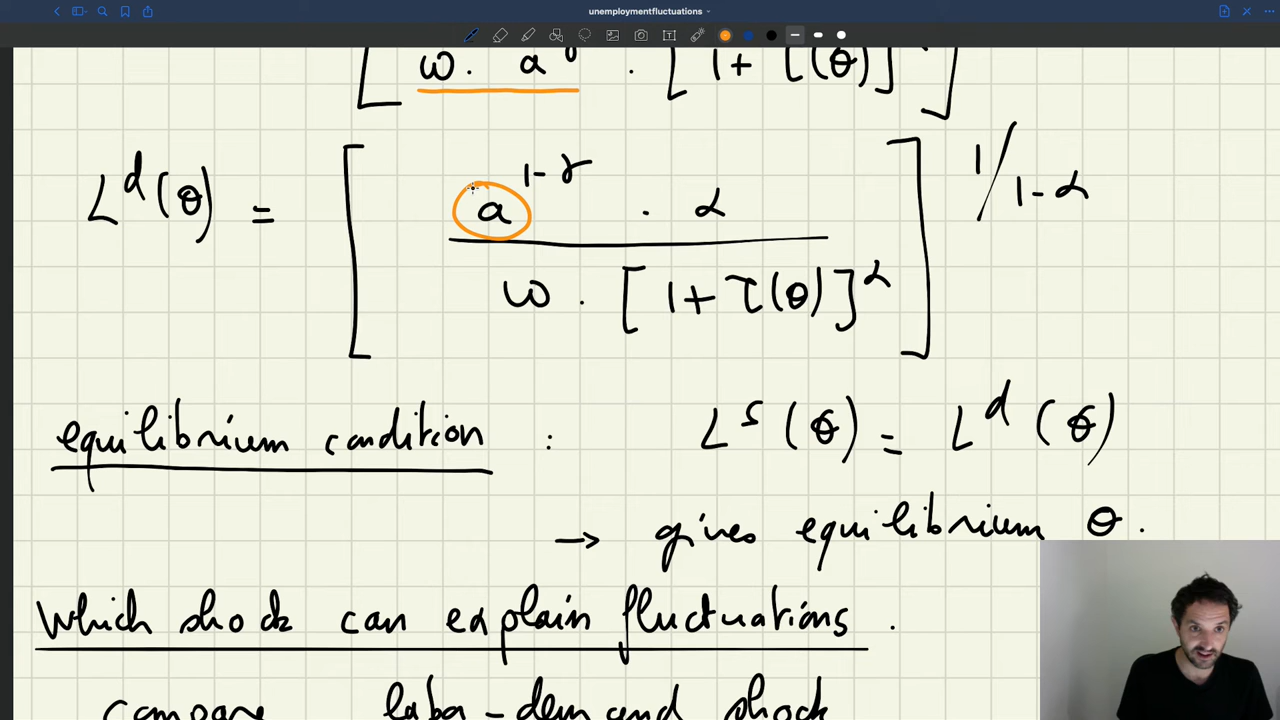 unemploymentfluctuations
[ ω · a^γ · [1 + τ(θ)]^α ]
L^d(θ) = [ a^{1-γ} · α / ω · [1 + τ(θ)]^α ]^{1/1-α}
equilibrium condition : L^s(θ) = L^d(θ)
→ gives equilibrium θ.
Which shock can explain fluctuations.
compare labor-demand shock